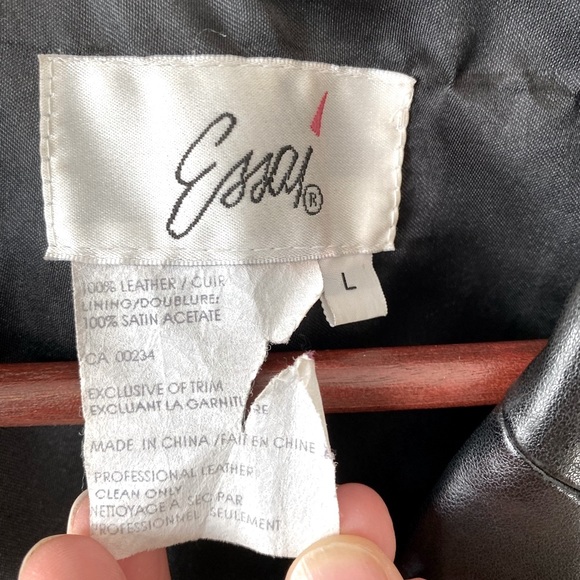 Essai®
L
100% LEATHER / CUIR
LINING/DOUBLURE:
100% SATIN ACETATE
CA 00234
EXCLUSIVE OF TRIM
EXCLUANT LA GARNITURE
MADE IN CHINA /FAIT EN CHINE
PROFESSIONAL LEATHER
CLEAN ONLY
NETTOYAGE A SEC PAR
PROFESSIONNEL SEULEMENT